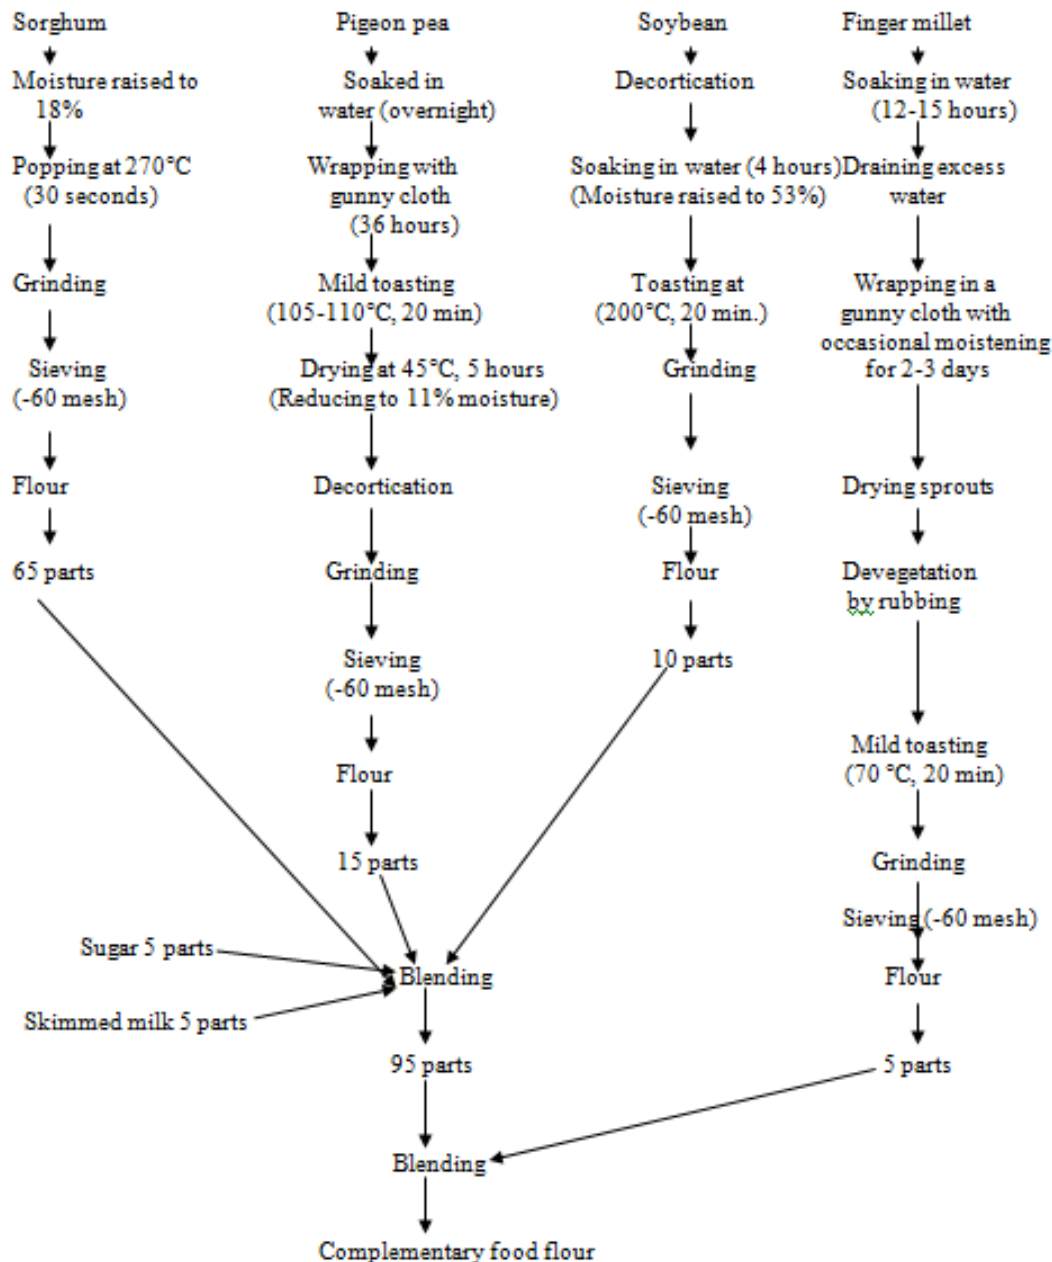 Sorghum
Moisture raised to
18%
Popping at 270°C
(30 seconds)
Grinding
Sieving
(-60 mesh)
Flour
65 parts
Pigeon pea
Soaked in
water (overnight)
Wrapping with
gunny cloth
(36 hours)
Mild toasting
(105-110°C, 20 min)
Drying at 45°C, 5 hours
(Reducing to 11% moisture)
Decortication
Grinding
Sieving
(-60 mesh)
Flour
15 parts
Soybean
Decortication
Soaking in water (4 hours)
(Moisture raised to 53%)
Toasting at
(200°C, 20 min.)
Grinding
Sieving
(-60 mesh)
Flour
10 parts
Finger millet
Soaking in water
(12-15 hours)
Draining excess
water
Wrapping in a
gunny cloth with
occasional moistening
for 2-3 days
Drying sprouts
Devegetation
by rubbing
Mild toasting
(70 °C, 20 min)
Grinding
Sieving (-60 mesh)
Flour
5 parts
Sugar 5 parts
Skimmed milk 5 parts
Blending
95 parts
Blending
Complementary food flour